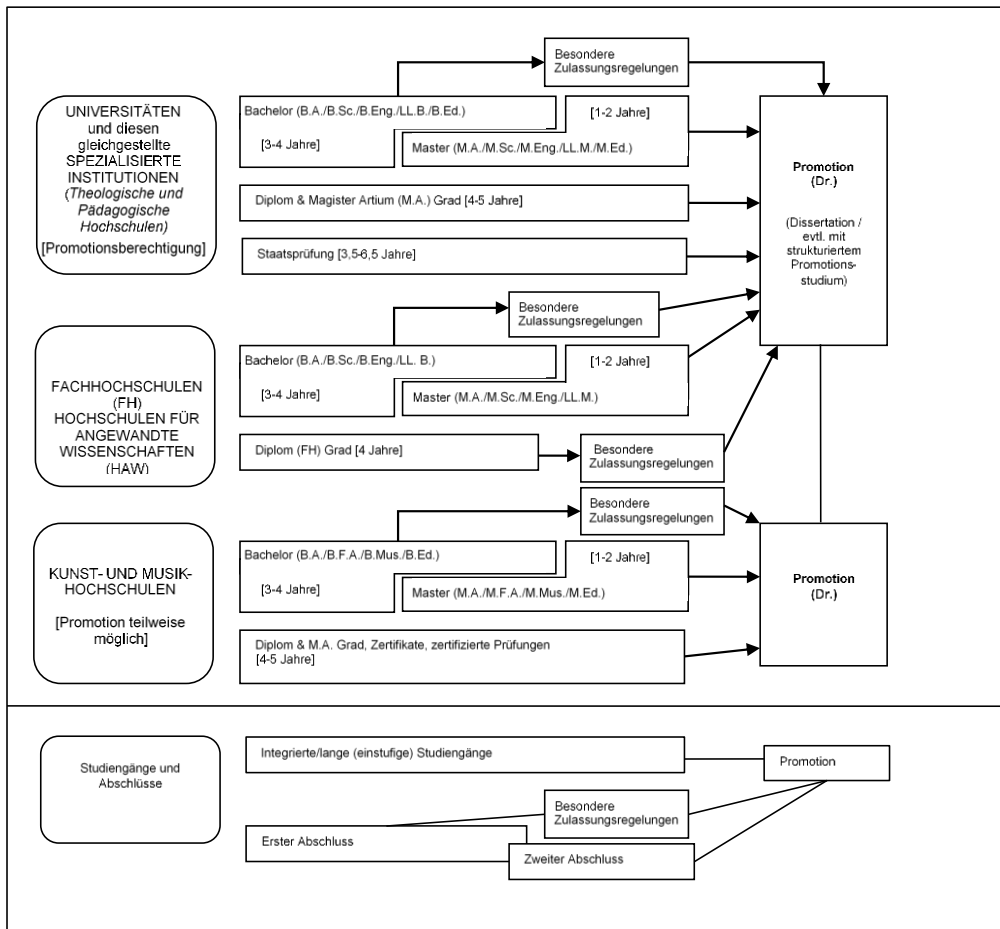 Besondere
Zulassungsregelungen
UNIVERSITÄTEN
und diesen
gleichgestellte
SPEZIALISIERTE
INSTITUTIONEN
(Theologische und
Pädagogische
Hochschulen)
[Promotionsberechtigung]
Bachelor (B.A./B.Sc./B.Eng./LL.B./B.Ed.)
[3-4 Jahre]
[1-2 Jahre]
Master (M.A./M.Sc./M.Eng./LL.M./M.Ed.)
Diplom & Magister Artium (M.A.) Grad [4-5 Jahre]
Staatsprüfung [3,5-6,5 Jahre]
Promotion
(Dr.)
(Dissertation /
evtl. mit
strukturiertem
Promotions-
studium)
Besondere
Zulassungsregelungen
FACHHOCHSCHULEN
(FH)
HOCHSCHULEN FÜR
ANGEWANDTE
WISSENSCHAFTEN
(HAW)
Bachelor (B.A./B.Sc./B.Eng./LL. B.)
[3-4 Jahre]
[1-2 Jahre]
Master (M.A./M.Sc./M.Eng./LL.M.)
Diplom (FH) Grad [4 Jahre]
Besondere
Zulassungsregelungen
Besondere
Zulassungsregelungen
KUNST- UND MUSIK-
HOCHSCHULEN
[Promotion teilweise
möglich]
Bachelor (B.A./B.F.A./B.Mus./B.Ed.)
[3-4 Jahre]
[1-2 Jahre]
Master (M.A./M.F.A./M.Mus./M.Ed.)
Diplom & M.A. Grad, Zertifikate, zertifizierte Prüfungen
[4-5 Jahre]
Promotion
(Dr.)
Studiengänge und
Abschlüsse
Integrierte/lange (einstufige) Studiengänge
Promotion
Besondere
Zulassungsregelungen
Erster Abschluss
Zweiter Abschluss